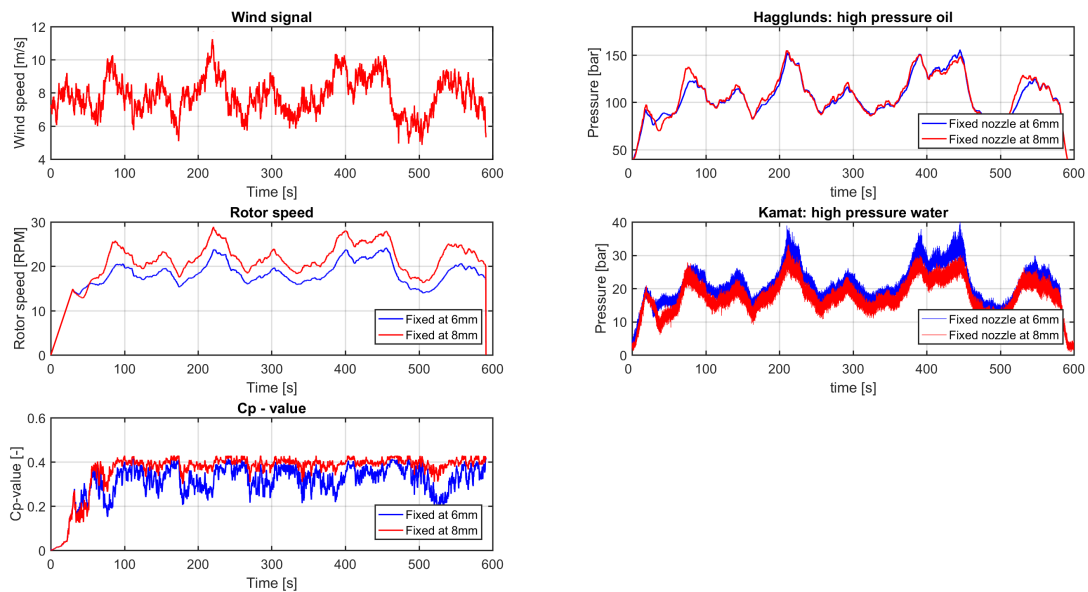 Wind signal
Wind speed [m/s]
12
10
8
6
4
0 100 200 300 400 500 600
Time [s]
Hagglunds: high pressure oil
Pressure [bar]
150
100
50
Fixed nozzle at 6mm
Fixed nozzle at 8mm
0 100 200 300 400 500 600
time [s]
Rotor speed
Rotor speed [RPM]
30
20
10
0
Fixed at 6mm
Fixed at 8mm
0 100 200 300 400 500 600
Time [s]
Kamat: high pressure water
Pressure [bar]
40
30
20
10
0
Fixed nozzle at 6mm
Fixed nozzle at 8mm
0 100 200 300 400 500 600
time [s]
Cp - value
Cp-value [-]
0.6
0.4
0.2
0
Fixed at 6mm
Fixed at 8mm
0 100 200 300 400 500 600
Time [s]